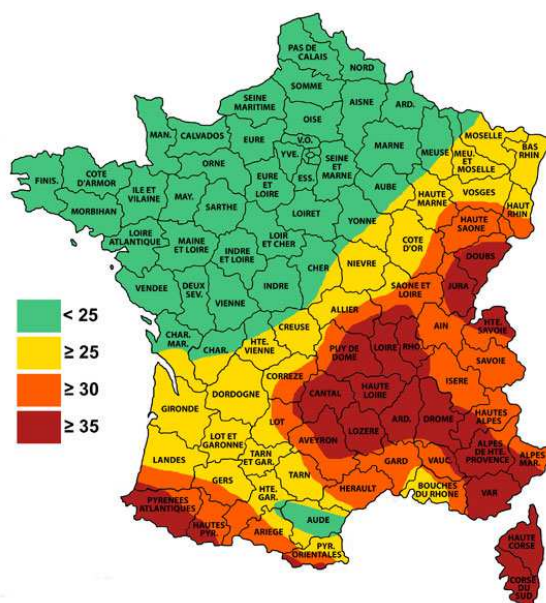 PAS DE
CALAIS
NORD
SOMME
SEINE
MARITIME
AISNE
ARD.
OISE
MAN.
CALVADOS
EURE
V.O.
YVE.
ESS.
SEINE
ET
MARNE
MARNE
MEUSE
MOSELLE
MEU.
ET
MOSELLE
BAS
RHIN
ORNE
FINIS.
COTE
D'ARMOR
ILE ET
VILAINE
MAY.
SARTHE
EURE
ET
LOIRE
AUBE
HAUTE
MARNE
VOSGES
HAUT
RHIN
MORBIHAN
LOIRET
YONNE
HAUTE
SAONE
LOIRE
ATLANTIQUE
MAINE
ET LOIRE
INDRE
ET LOIRE
LOIR
ET CHER
CHER
NIEVRE
COTE
D'OR
DOUBS
JURA
VENDEE
DEUX
SEV.
VIENNE
INDRE
SAONE ET
LOIRE
ALLIER
CHAR.
MAR.
CHAR.
HTE.
VIENNE
CREUSE
PUY DE
DOME
LOIRE
RHO.
AIN
HTE.
SAVOIE
SAVOIE
ISERE
CORREZE
CANTAL
HAUTE
LOIRE
ARD.
DROME
HAUTES
ALPES
GIRONDE
DORDOGNE
LOT
AVEYRON
LOZERE
LOT ET
GARONNE
TARN
ET GAR.
TARN
GARD
VAUC.
ALPES
DE HTE.
PROVENCE
ALPES
MAR.
LANDES
GERS
HTE.
GAR.
HERAULT
BOUCHES
DU RHONE
VAR
PYRENEES
ATLANTIQUES
HAUTES
PYR.
ARIEGE
AUDE
PYR.
ORIENTALES
HAUTE
CORSE
CORSE
DU SUD
< 25
≥ 25
≥ 30
≥ 35